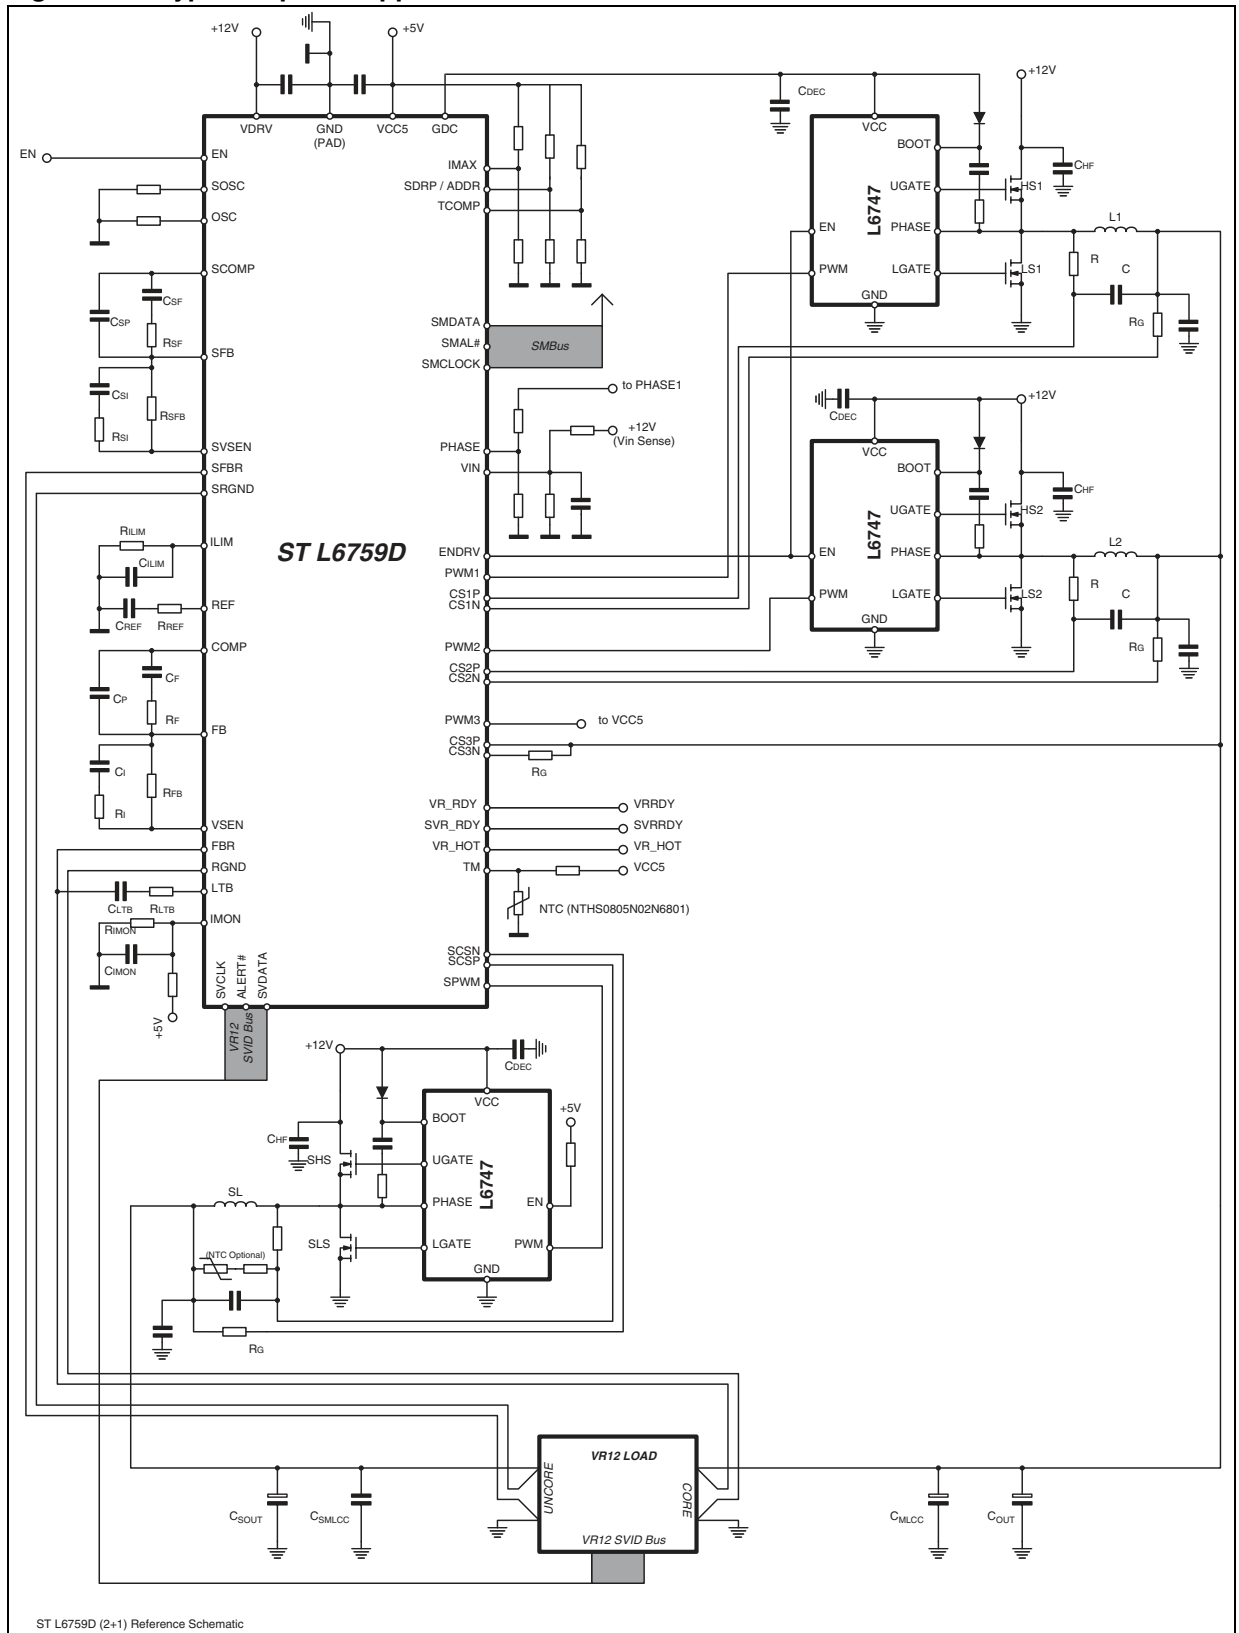 +12V
+5V
VDRV
GND
(PAD)
VCC5
GDC
EN
EN
SOSC
OSC
SCOMP
CSF
CSP
RSF
SFB
CSI
RSFB
RSI
SVSEN
SFBR
SRGND
RILIM
ILIM
CILIM
REF
CREF
RREF
COMP
CF
CP
RF
FB
CI
RFB
RI
VSEN
FBR
RGND
LTB
CLTB
RLTB
RIMON
IMON
CIMON
+5V
SVCLK
ALERT#
SVDATA
VR12
SVID Bus
ST L6759D
IMAX
SDRP / ADDR
TCOMP
SMDATA
SMAL#
SMCLOCK
SMBus
to PHASE1
+12V
(Vin Sense)
PHASE
VIN
ENDRV
PWM1
CS1P
CS1N
PWM2
CS2P
CS2N
PWM3
to VCC5
CS3P
CS3N
RG
VR_RDY
VRRDY
SVR_RDY
SVRRDY
VR_HOT
VR_HOT
TM
VCC5
NTC (NTHS0805N02N6801)
SCSN
SCSP
SPWM
CDEC
+12V
VCC
BOOT
CHF
UGATE
HS1
L6747
EN
PHASE
L1
R
C
PWM
LGATE
LS1
GND
RG
+12V
CDEC
VCC
BOOT
CHF
UGATE
HS2
L6747
EN
PHASE
L2
R
C
PWM
LGATE
LS2
GND
RG
+12V
CDEC
VCC
+5V
BOOT
CHF
SHS
UGATE
L6747
SL
PHASE
EN
SLS
LGATE
PWM
(NTC Optional)
GND
RG
VR12 LOAD
UNCORE
CORE
VR12 SVID Bus
CSOUT
CSMLCC
CMLCC
COUT
ST L6759D (2+1) Reference Schematic